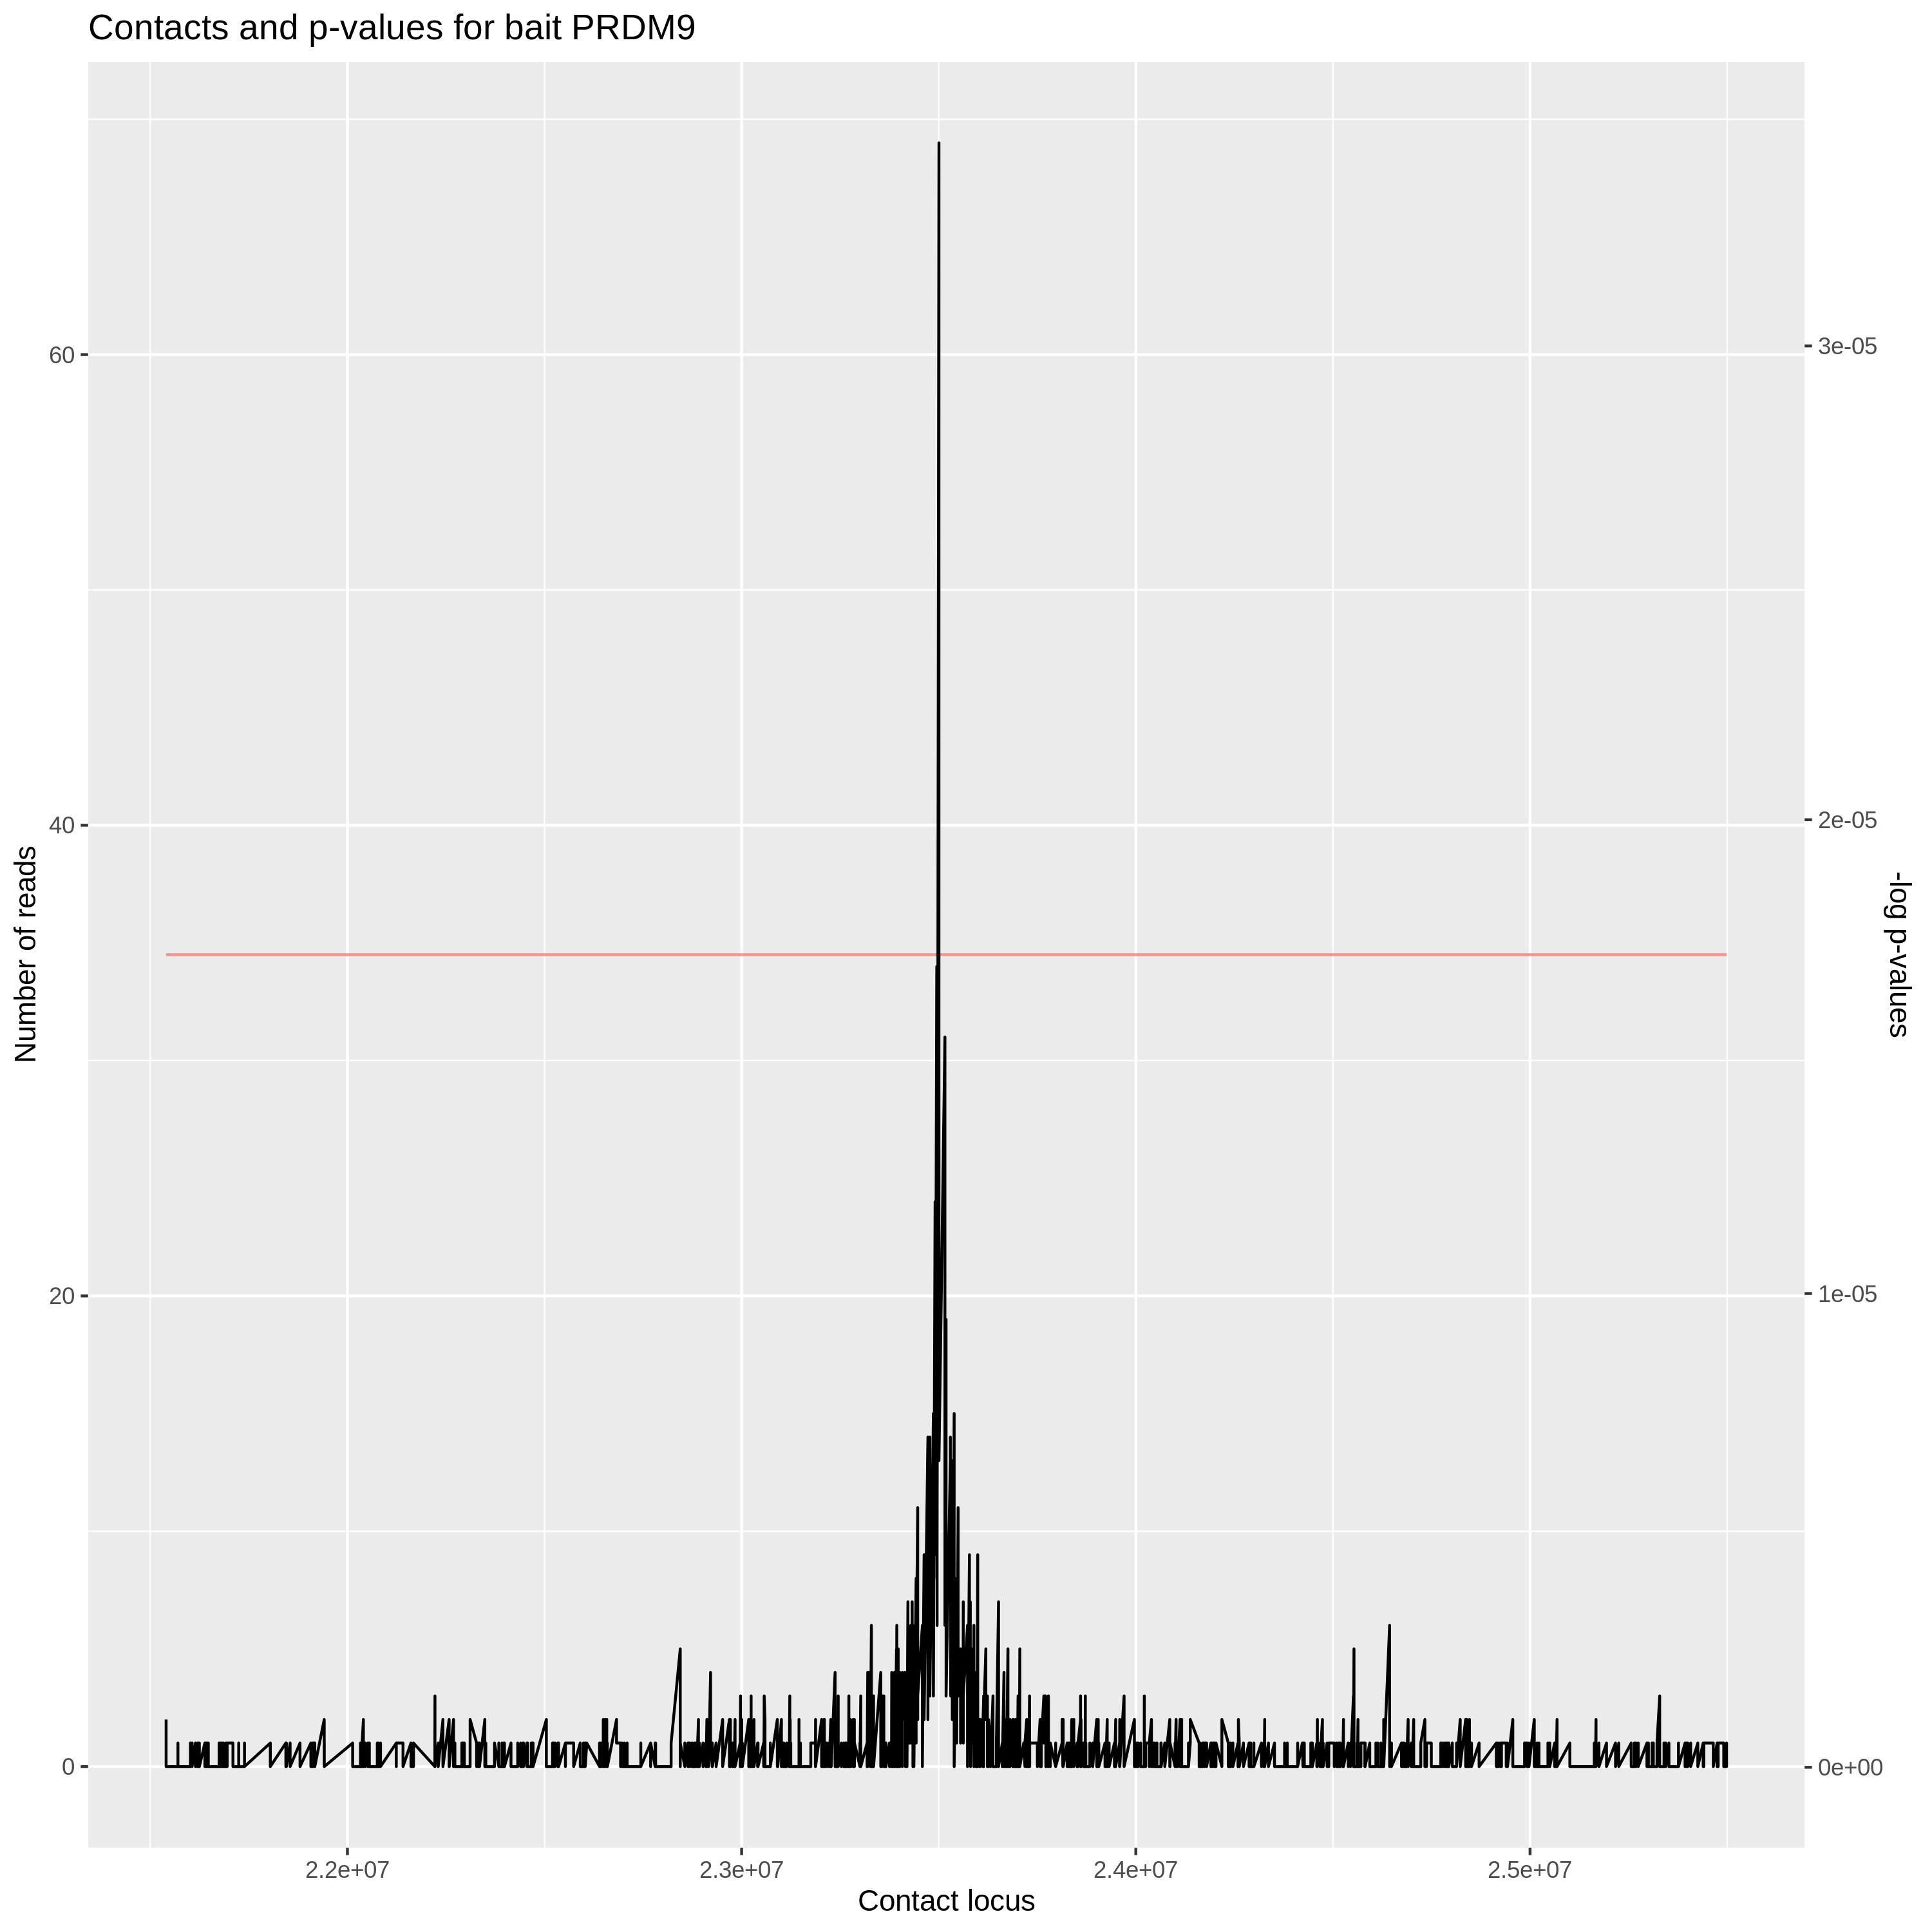 Contacts and p-values for bait PRDM9
Number of reads
60
40
20
0
3e-05
2e-05
1e-05
0e+00
-log p-values
2.2e+07
2.3e+07
2.4e+07
2.5e+07
Contact locus